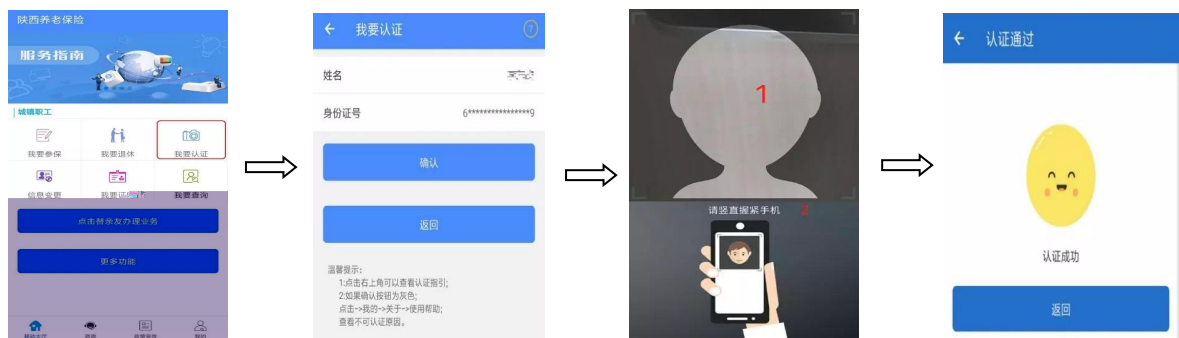 陕西养老保险
服务指南
城镇职工
我要参保
我要退休
我要认证
信息变更
我要查询
点击替亲友办理业务
更多功能
我的
我要认证
?
姓名
身份证号
6****************9
确认
返回
温馨提示:
1:点击右上角可以查看认证指引;
2:如果确认按钮为灰色;
点击->我的->关于->使用帮助;
查看不可认证原因。
1
请竖直握紧手机
2
认证通过
认证成功
返回